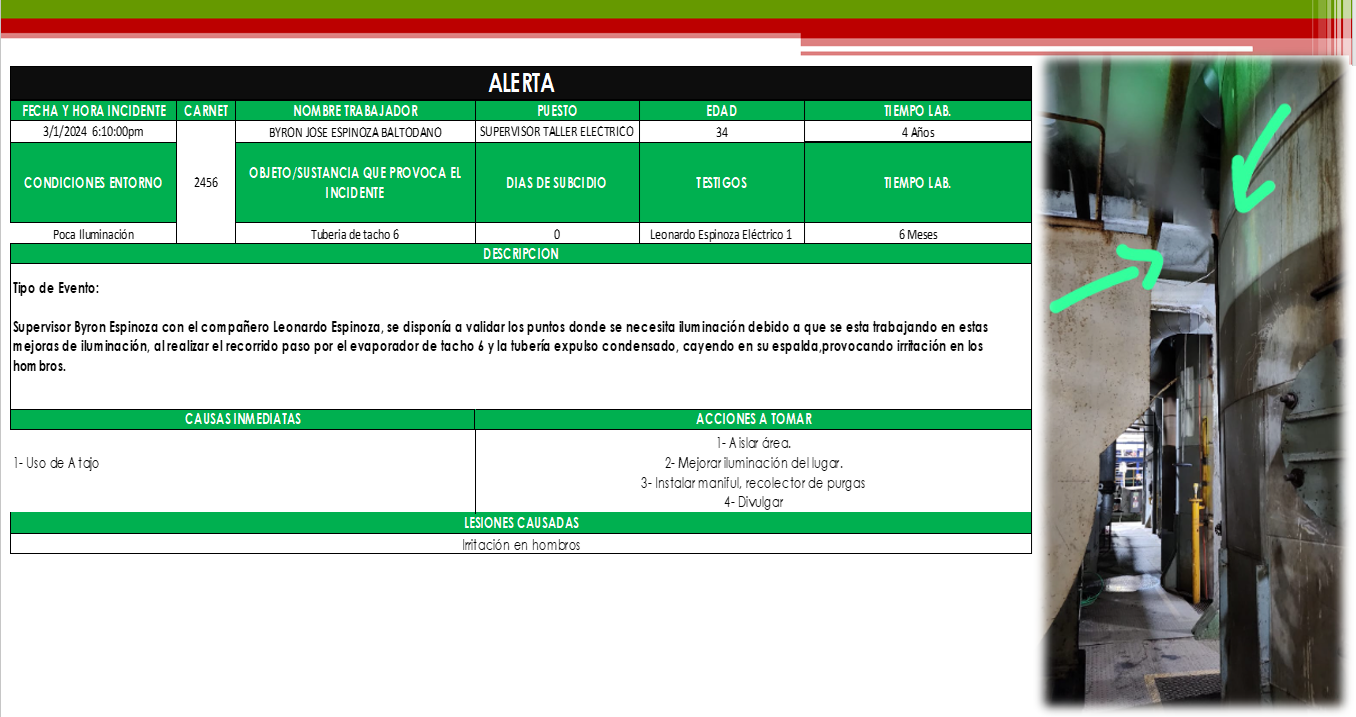 ALERTA
FECHA Y HORA INCIDENTE CARNET NOMBRE TRABAJADOR PUESTO EDAD TIEMPO LAB.
3/1/2024 6:10:00pm BYRON JOSE ESPINOZA BALTODANO SUPERVISOR TALLER ELECTRICO 34 4 Años
CONDICIONES ENTORNO 2456 OBJETO/SUSTANCIA QUE PROVOCA EL INCIDENTE DIAS DE SUBCIDIO TESTIGOS TIEMPO LAB.
Poca Iluminación Tuberia de tacho 6 0 Leonardo Espinoza Eléctrico 1 6 Meses
DESCRIPCION
Tipo de Evento:
Supervisor Byron Espinoza con el compañero Leonardo Espinoza, se disponía a validar los puntos donde se necesita iluminación debido a que se esta trabajando en estas
mejoras de iluminación, al realizar el recorrido paso por el evaporador de tacho 6 y la tubería expulso condensado, cayendo en su espalda,provocando irritación en los
hombros.
CAUSAS INMEDIATAS ACCIONES A TOMAR
1- Uso de Atajo
1- Aislar área.
2- Mejorar iluminación del lugar.
3- Instalar maniful, recolector de purgas
4- Divulgar
LESIONES CAUSADAS
Irritación en hombros